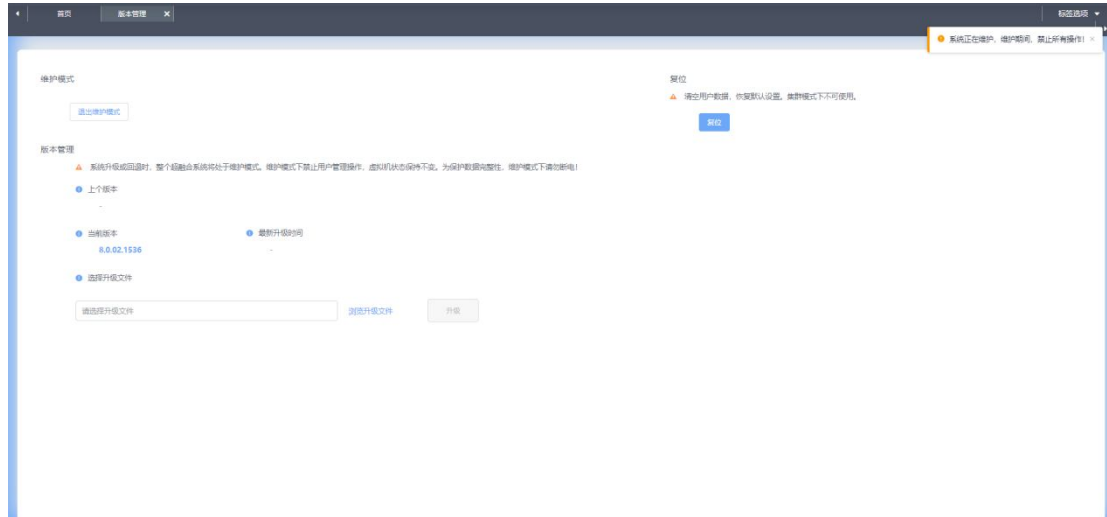 首页
版本管理
标签选项
系统正在维护，维护期间，禁止所有操作！
维护模式
退出维护模式
复位
清空用户数据，恢复默认设置。集群模式下不可使用。
复位
版本管理
系统升级或回退时，整个超融合系统将处于维护模式。维护模式下禁止用户管理操作，虚拟机状态保持不变。为保护数据完整性，维护模式下请勿断电！
上个版本
-
当前版本
最新升级时间
8.0.02.1536
-
选择升级文件
请选择升级文件
浏览升级文件
升级